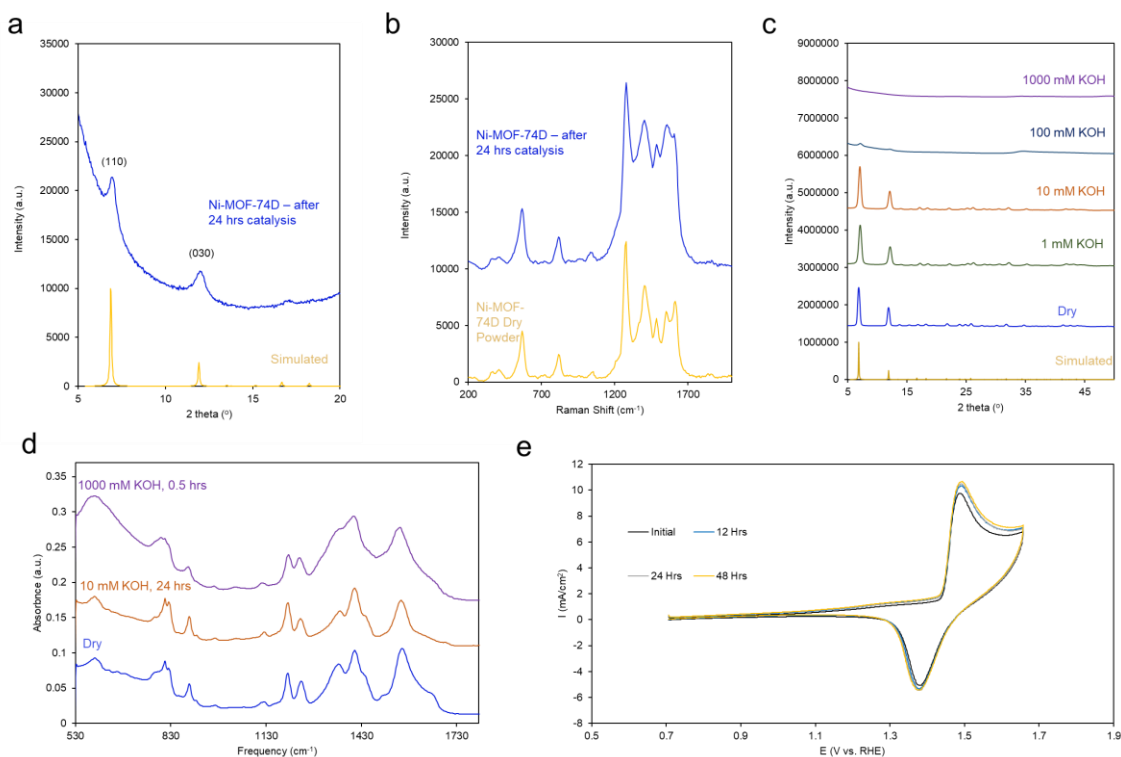 a
35000
30000
25000
20000
15000
10000
5000
0
Intensity (a.u.)
(110)
(030)
Ni-MOF-74D – after
24 hrs catalysis
Simulated
5 10 15 20
2 theta (°)
b
30000
25000
20000
15000
10000
5000
0
Intensity (a.u.)
Ni-MOF-74D – after
24 hrs catalysis
Ni-MOF-
74D Dry
Powder
200 700 1200 1700
Raman Shift (cm-1)
c
9000000
8000000
7000000
6000000
5000000
4000000
3000000
2000000
1000000
0
Intensity (a.u.)
1000 mM KOH
100 mM KOH
10 mM KOH
1 mM KOH
Dry
Simulated
5 15 25 35 45
2 theta (°)
d
0.35
0.3
0.25
0.2
0.15
0.1
0.05
0
Absorbnce (a.u.)
1000 mM KOH, 0.5 hrs
10 mM KOH, 24 hrs
Dry
530 830 1130 1430 1730
Frequency (cm-1)
e
12
10
8
6
4
2
0
-2
-4
-6
-8
I (mA/cm2)
Initial 12 Hrs
24 Hrs 48 Hrs
0.5 0.7 0.9 1.1 1.3 1.5 1.7 1.9
E (V vs. RHE)